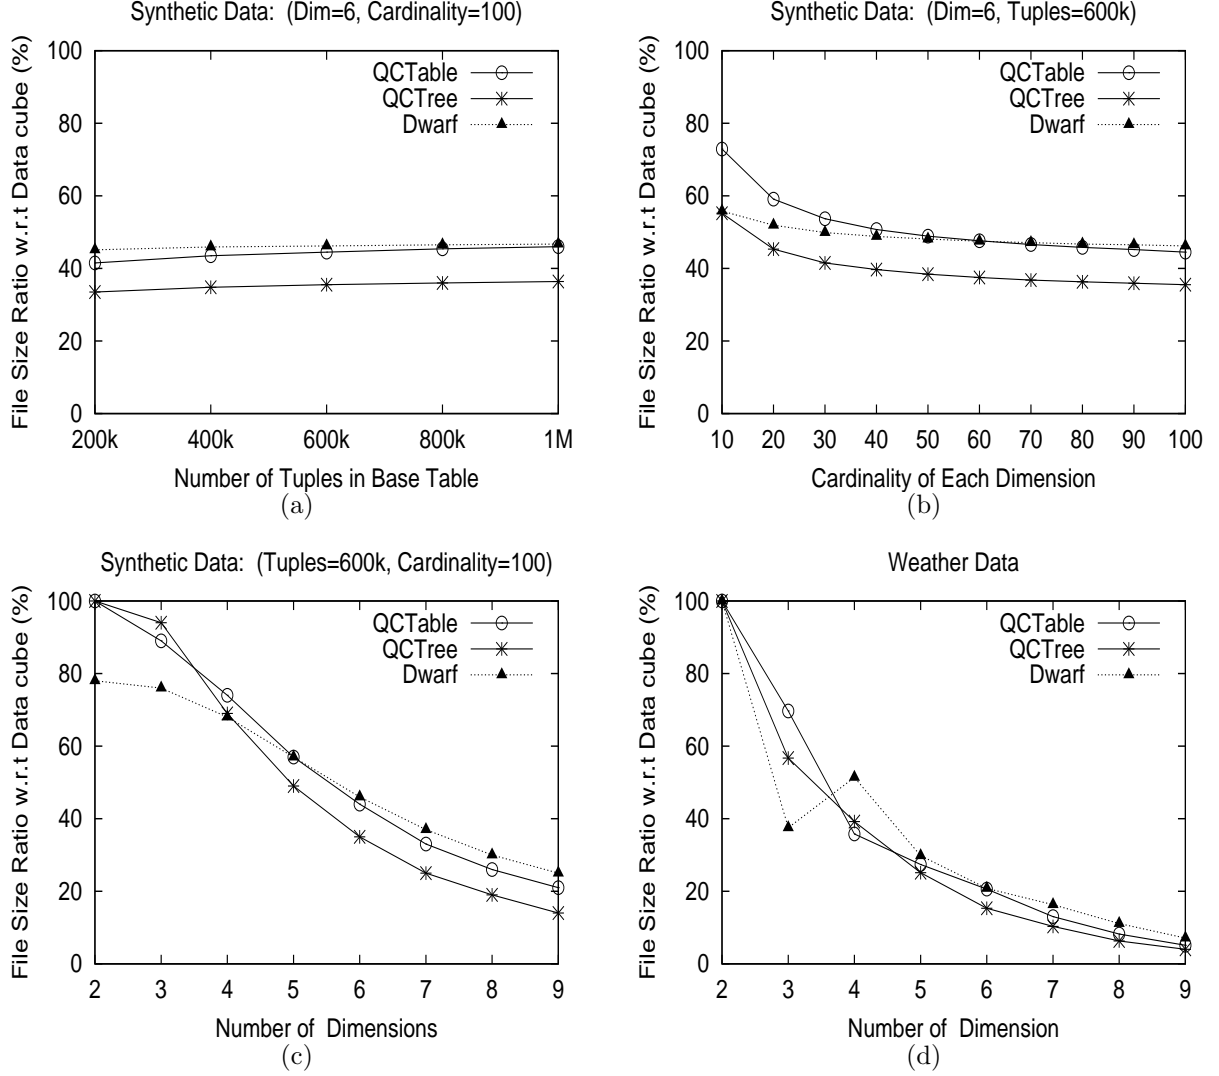 Synthetic Data:  (Dim=6, Cardinality=100)
File Size Ratio w.r.t Data cube (%)
100
80
60
40
20
0
QCTable
QCTree
Dwarf
200k 400k 600k 800k 1M
Number of Tuples in Base Table
(a)
Synthetic Data:  (Dim=6, Tuples=600k)
File Size Ratio w.r.t Data cube (%)
100
80
60
40
20
0
QCTable
QCTree
Dwarf
10 20 30 40 50 60 70 80 90 100
Cardinality of Each Dimension
(b)
Synthetic Data:  (Tuples=600k, Cardinality=100)
File Size Ratio w.r.t Data cube (%)
100
80
60
40
20
0
QCTable
QCTree
Dwarf
2 3 4 5 6 7 8 9
Number of  Dimensions
(c)
Weather Data
File Size Ratio w.r.t Data cube (%)
100
80
60
40
20
0
QCTable
QCTree
Dwarf
2 3 4 5 6 7 8 9
Number of  Dimension
(d)